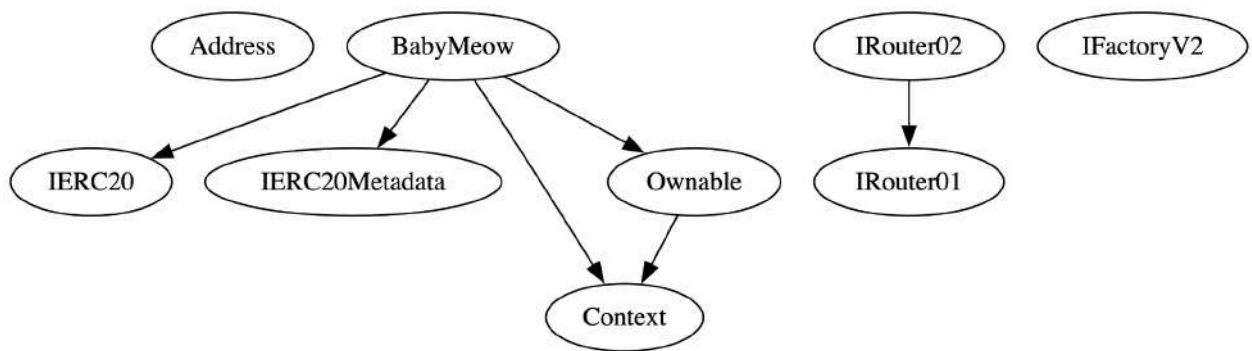 Address BabyMeow IRouter02 IFactoryV2
IERC20 IERC20Metadata Ownable IRouter01
Context